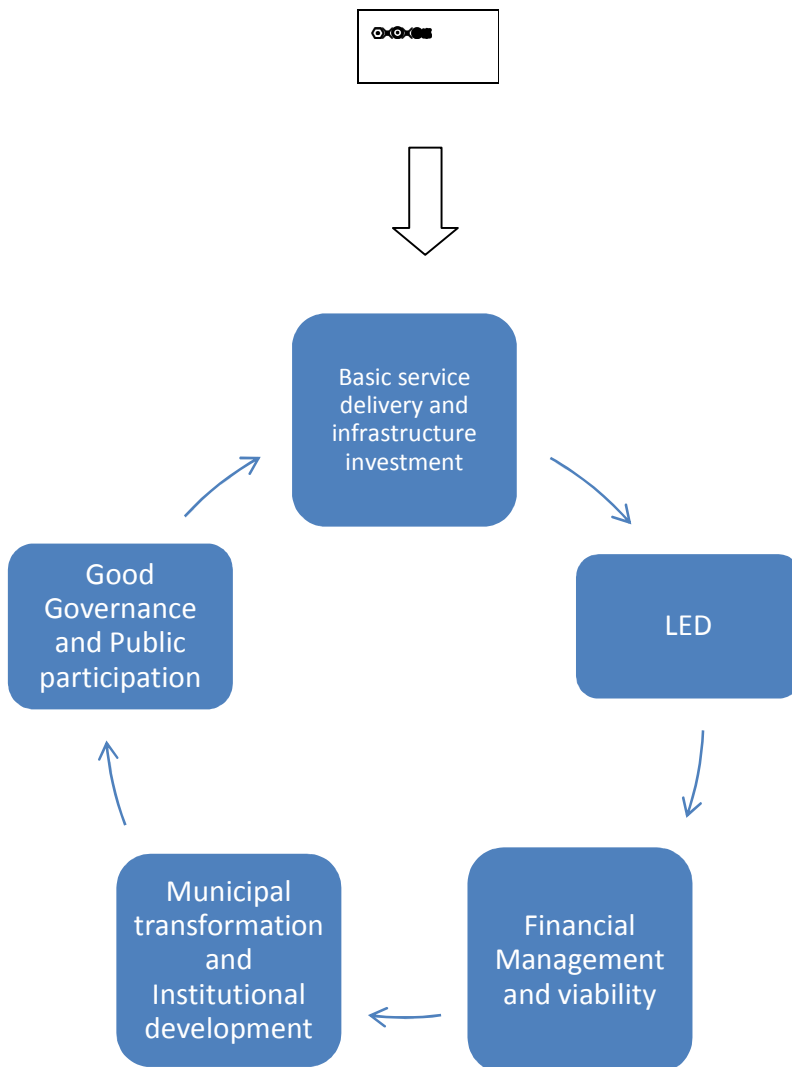 Basic service
delivery and
infrastructure
investment
LED
Financial
Management
and viability
Municipal
transformation
and
Institutional
development
Good
Governance
and Public
participation